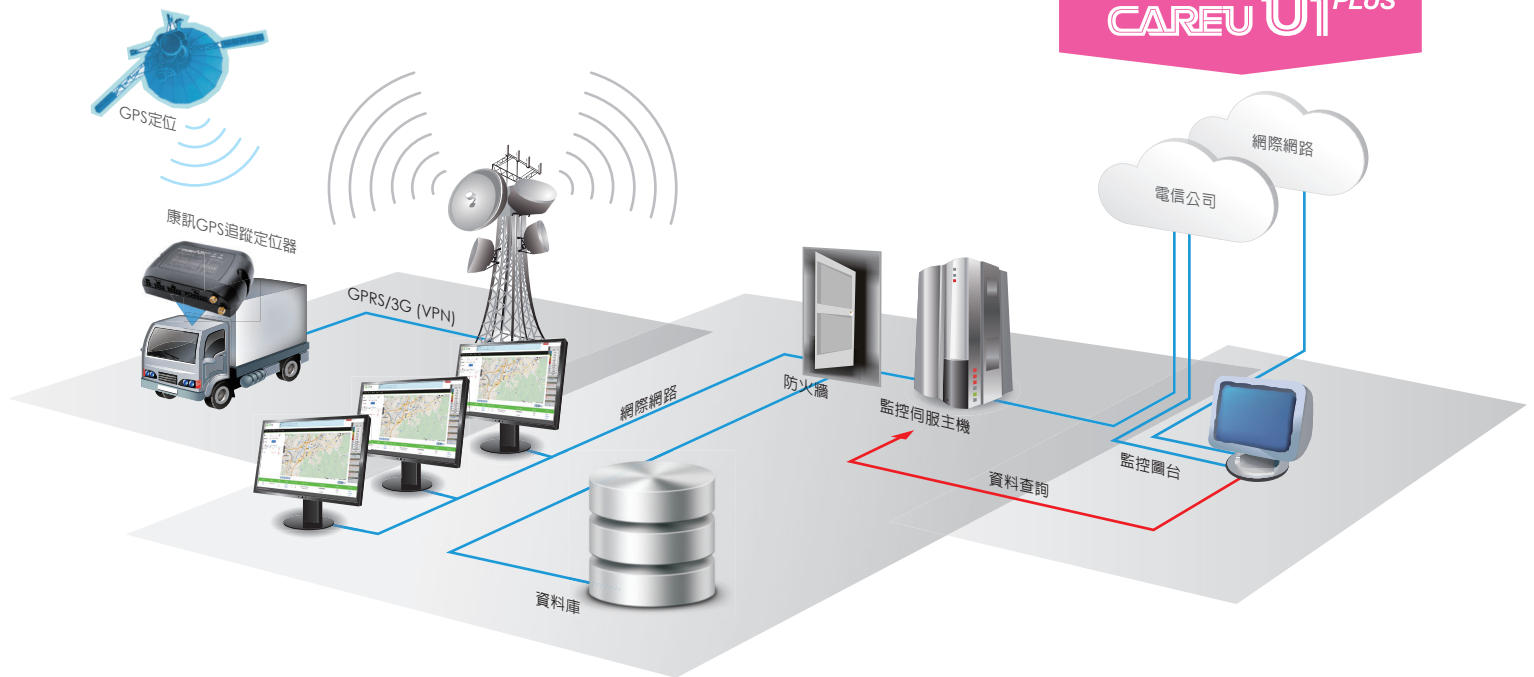 CAREU U1 PLUS
GPS定位
網際網路
電信公司
康訊GPS追蹤定位器
GPRS/3G (VPN)
網際網路
防火牆
監控伺服主機
監控圖台
資料查詢
資料庫